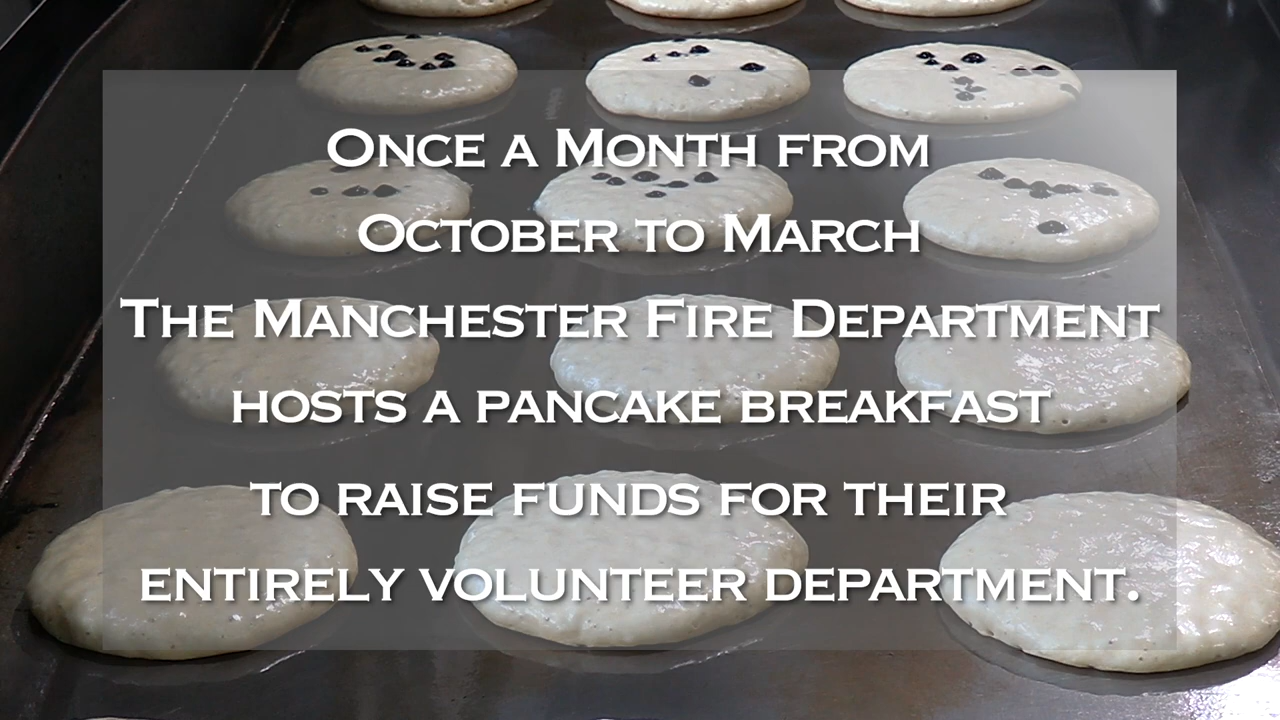 Once a Month from
October to March
The Manchester Fire Department
hosts a pancake breakfast
to raise funds for their
entirely volunteer department.